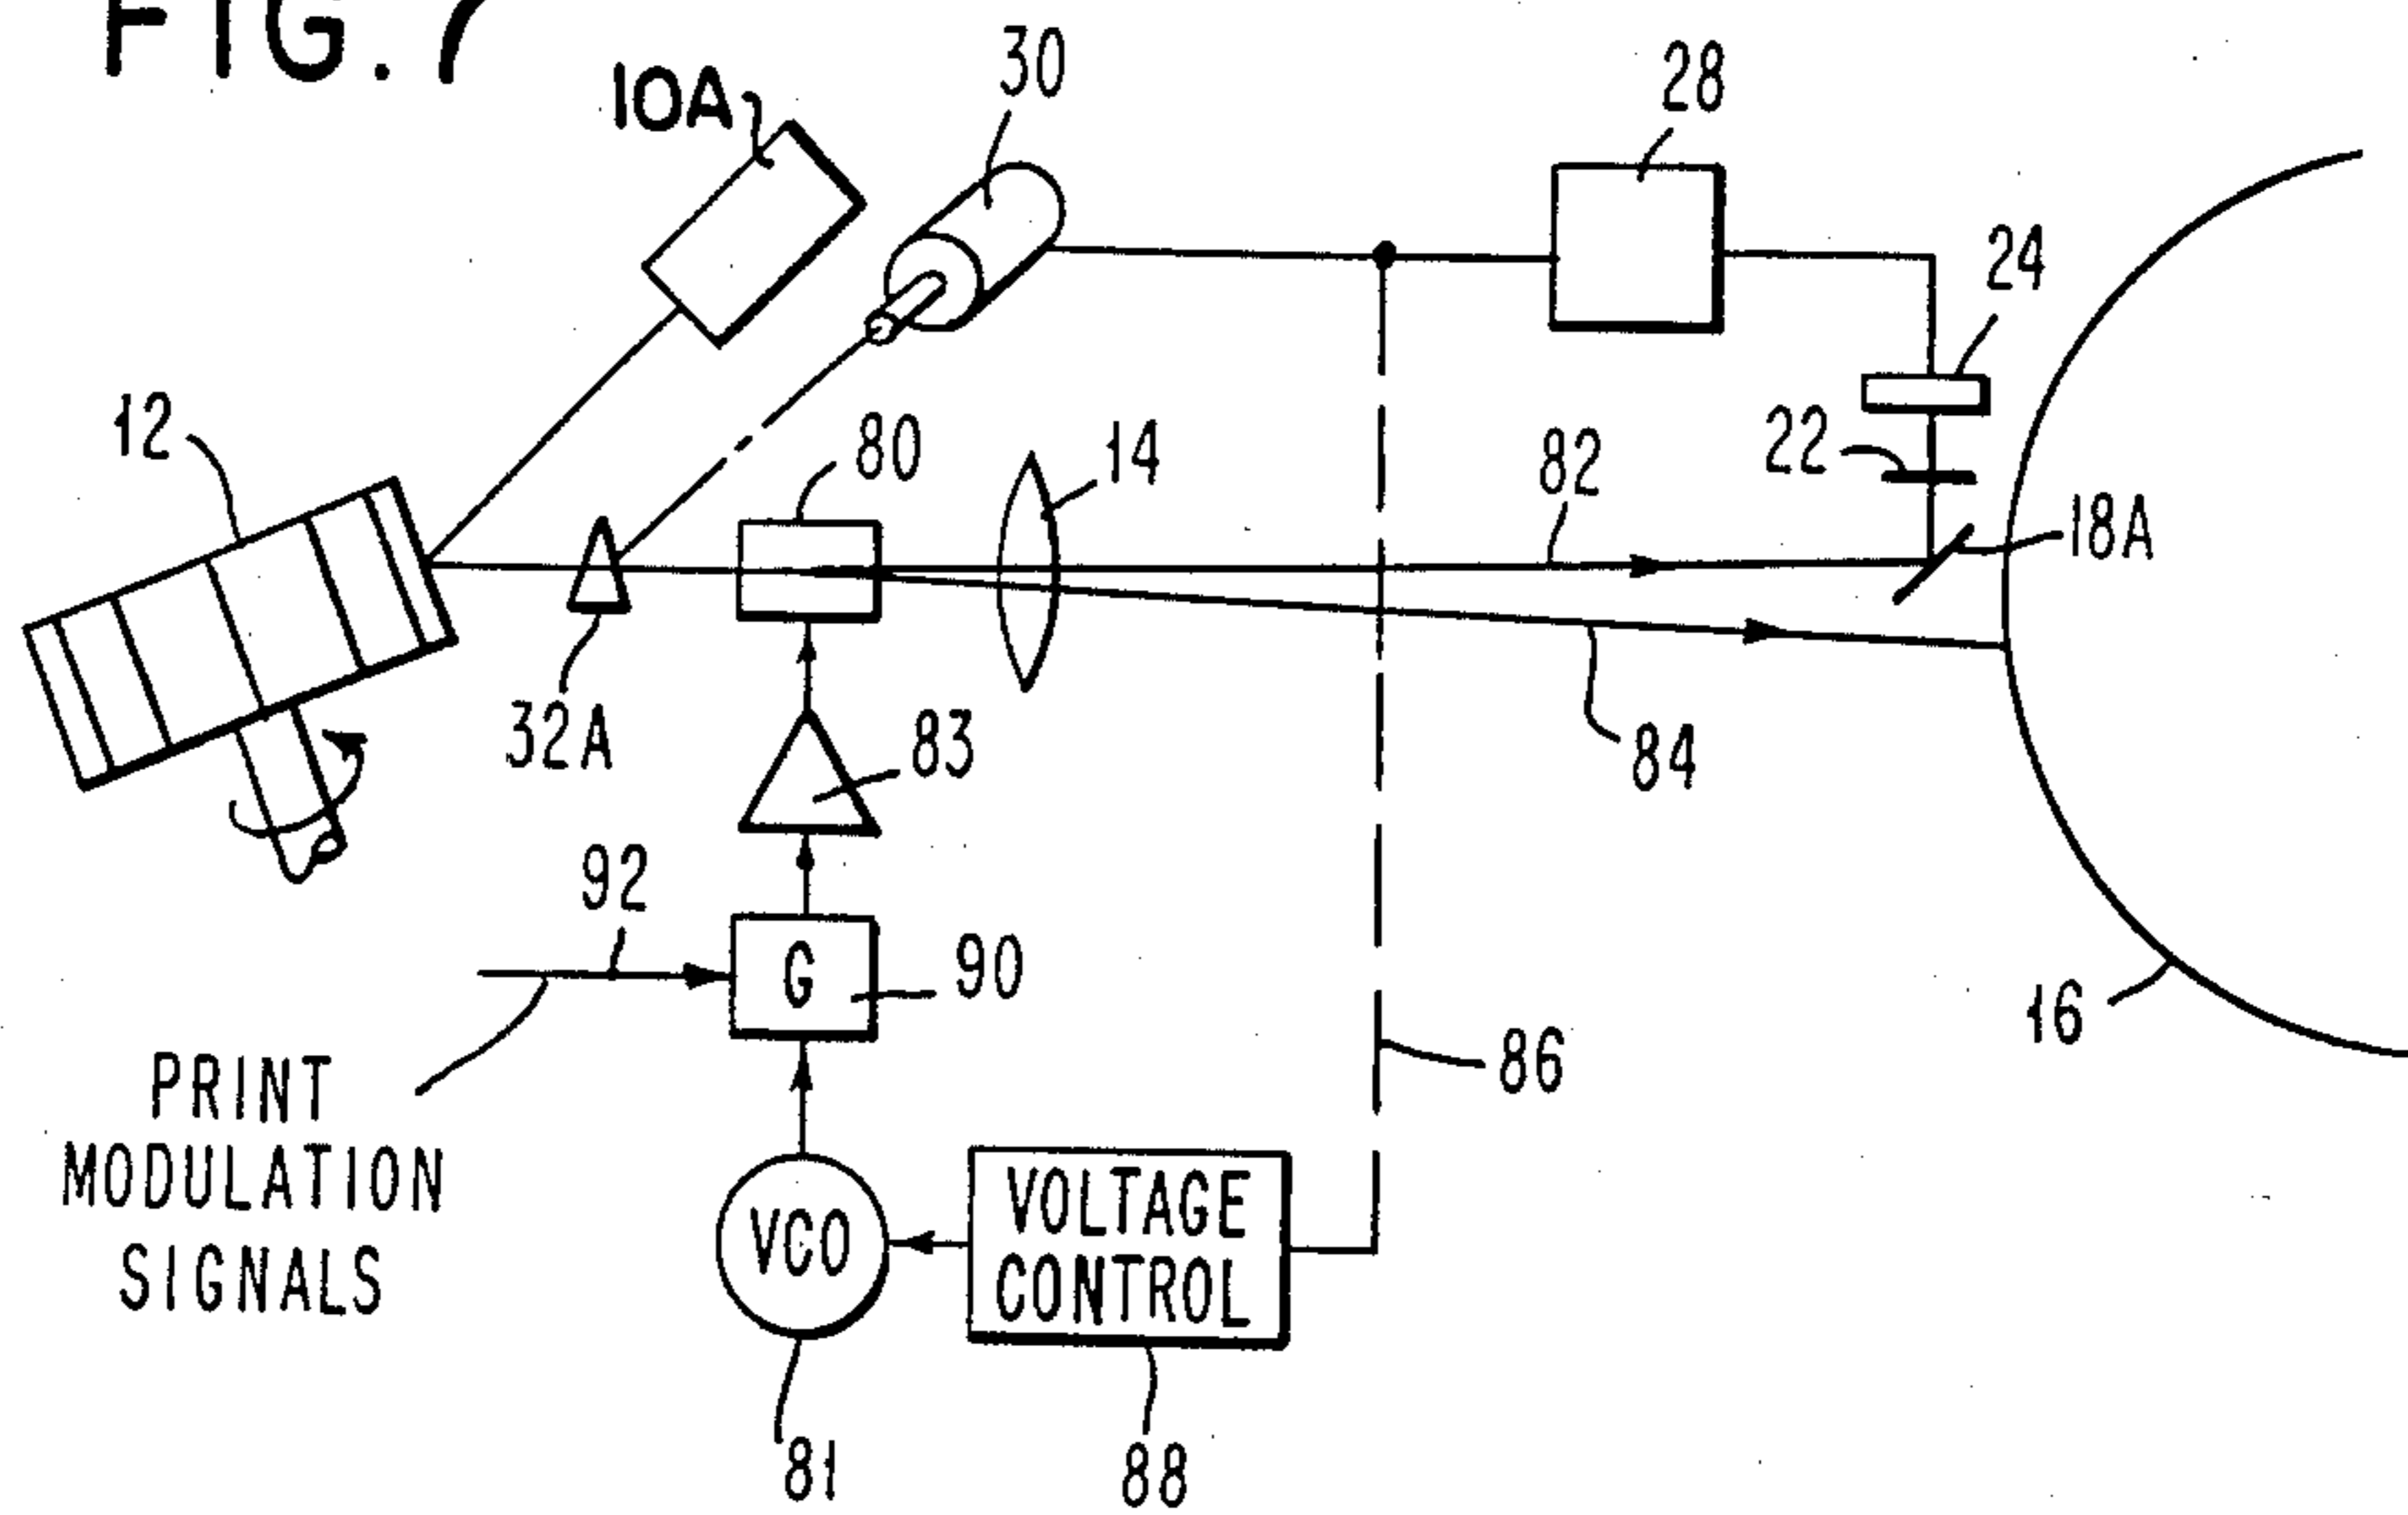 FIG. 7
10A
30
28
24
12
80
14
82
22
18A
32A
83
84
92
G
90
16
86
PRINT
MODULATION
SIGNALS
VCO
VOLTAGE
CONTROL
81
88